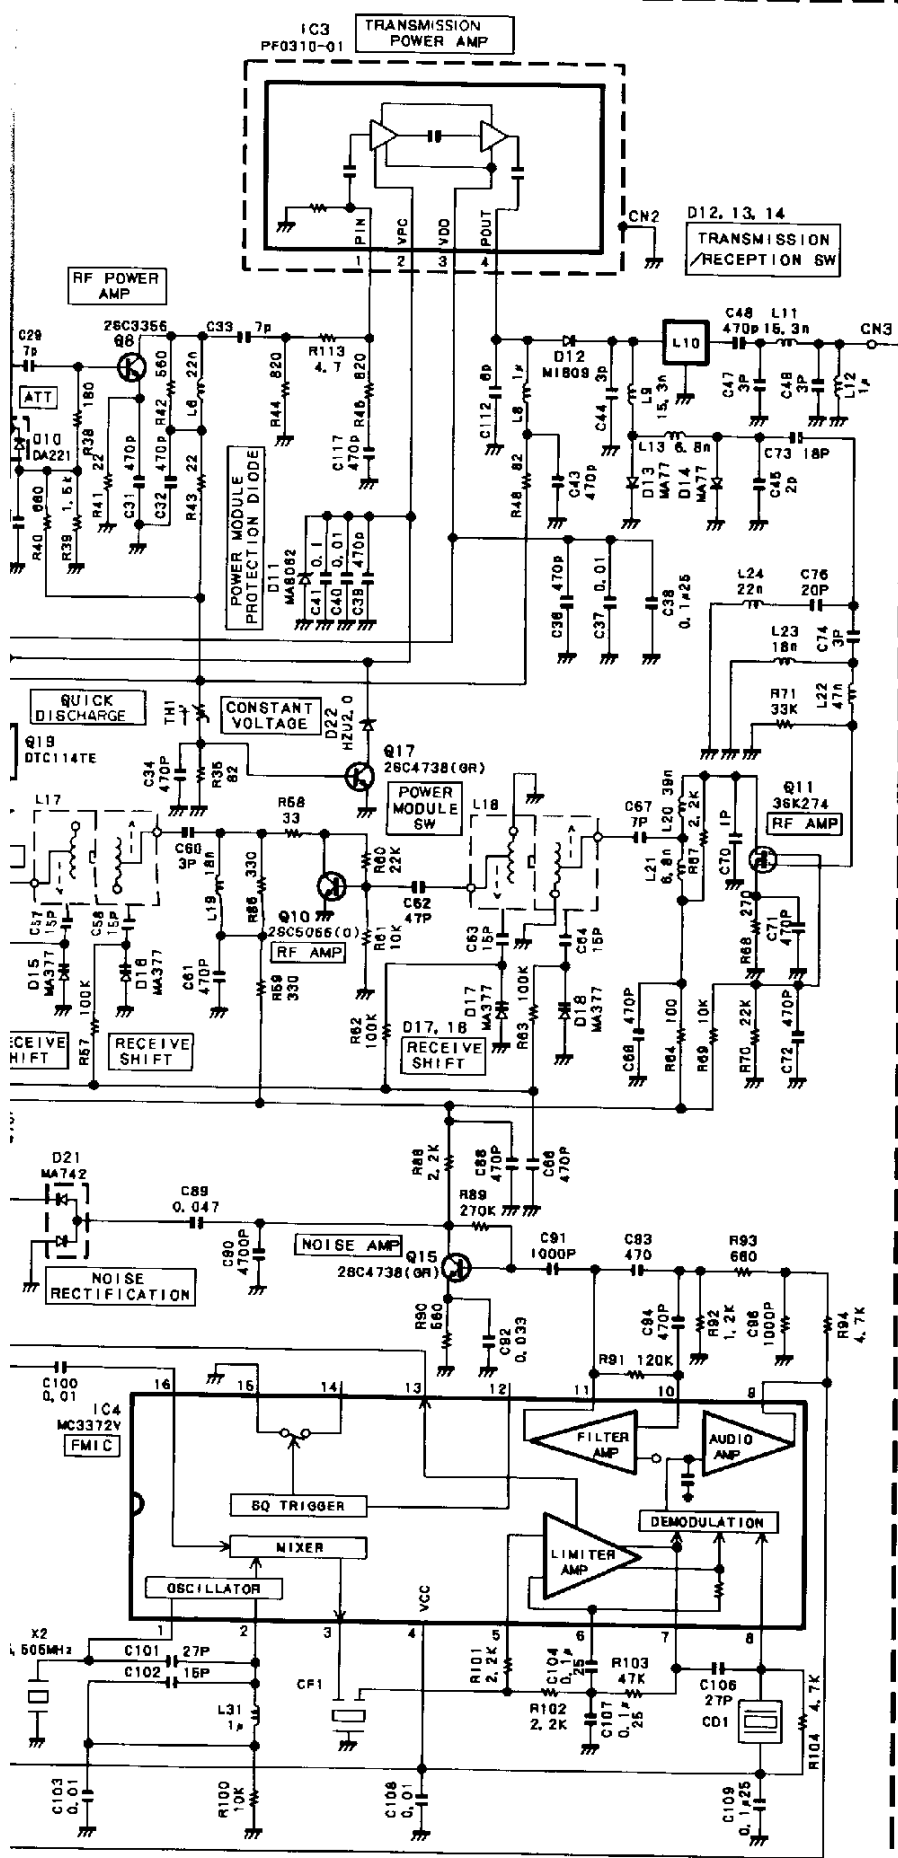 IC3
PF0310-01
TRANSMISSION
POWER AMP
PIN
VPC
VDD
POUT
1
2
3
4
CN2
D12, 13, 14
TRANSMISSION
/RECEPTION SW
RF POWER
AMP
2SC3356
Q8
C29
7p
ATT
D10
DA221
R38
180
R40
680
R39
1.5k
R41
22
C31
470p
C32
470p
R42
560
L6
22n
R43
22
C33
7p
R44
820
R113
4.7
R45
820
C117
470p
POWER MODULE
PROTECTION DIODE
D11
MA8062
C41
0.1
C40
0.01
C39
470p
C112
6p
L8
1μ
D12
MI809
C44
3p
L9
15.3n
L10
C48
470p
L11
15.3n
CN3
C47
3P
3P
L12
1μ
L13 6.8n
R48
82
C43
470p
D13
MA77
D14
MA77
C45
2p
C73 18P
C36
470p
C37
0.01
C38
0.1μ25
L24
22n
C76
20P
L23
18n
C74
3P
R71
33K
L22
47n
QUICK
DISCHARGE
Q19
DTC114TE
TH1
CONSTANT
VOLTAGE
D22
HZU2.0
Q17
2SC4738(GR)
C34
470P
R35
82
POWER
MODULE
SW
L17
C60
3P
L19
18n
R86
330
R58
33
Q10
2SC5066(O)
RF AMP
R60
22K
R61
10K
C62
47P
L18
C67
7P
L20 39n
L21
6.8n
R67
2.2K
C70
1P
Q11
3SK274
RF AMP
R68
270
C71
470P
C57
15P
C58
15P
D15
MA377
D16
MA377
R57
100K
RECEIVE
SHIFT
C61
470P
R59
330
R62
100K
C63
15P
C64
15P
D17
MA377
D18
MA377
R63
100K
D17, 18
RECEIVE
SHIFT
C68
470P
R64
100
R69
10K
R70
22K
C72
470P
D21
MA742
C89
0.047
NOISE
RECTIFICATION
C90
4700P
NOISE AMP
Q15
2SC4738(GR)
R88
2.2K
C88
470P
C66
470P
R89
270K
R90
560
C92
0.033
C91
1000P
C93
470
R93
680
C94
470P
R92
1.2K
1000P
R94
4.7K
R91 120K
C100
0.01
IC4
MC3372V
FMIC
16
15
14
13
12
11
10
9
FILTER
AMP
AUDIO
AMP
SQ TRIGGER
DEMODULATION
MIXER
LIMITER
AMP
OSCILLATOR
VCC
1
2
3
4
5
6
7
8
X2
C101 27P
C102 15P
L31
1μ
CF1
R101
2.2K
C104
0.1μ
25
R103
47K
R102
2.2K
C107
0.1μ
25
C106
27P
CD1
R104 4.7K
C103
0.01
R100
10K
C108
0.01
C109
0.1μ25